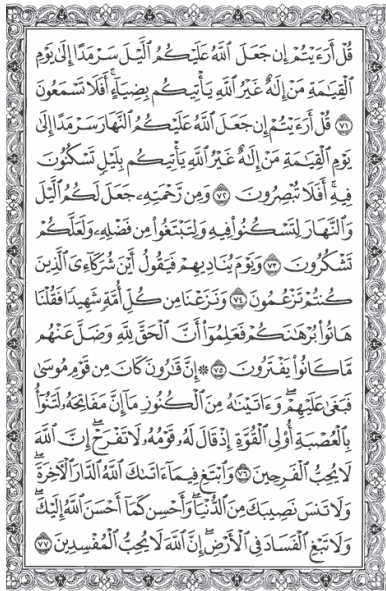 قُلۡ أَرَءَيۡتُمۡ إِن جَعَلَ ٱللَّهُ عَلَيۡكُمُ ٱلَّيۡلَ سَرۡمَدًا إِلَىٰ يَوۡمِ
ٱلۡقِيَٰمَةِ مَنۡ إِلَٰهٌ غَيۡرُ ٱللَّهِ يَأۡتِيكُم بِضِيَآءٍۚ أَفَلَا تَسۡمَعُونَ
٧١ قُلۡ أَرَءَيۡتُمۡ إِن جَعَلَ ٱللَّهُ عَلَيۡكُمُ ٱلنَّهَارَ سَرۡمَدًا إِلَىٰ
يَوۡمِ ٱلۡقِيَٰمَةِ مَنۡ إِلَٰهٌ غَيۡرُ ٱللَّهِ يَأۡتِيكُم بِلَيۡلٖ تَسۡكُنُونَ
فِيهِۚ أَفَلَا تُبۡصِرُونَ ٧٢ وَمِن رَّحۡمَتِهِۦ جَعَلَ لَكُمُ ٱلَّيۡلَ
وَٱلنَّهَارَ لِتَسۡكُنُواْ فِيهِ وَلِتَبۡتَغُواْ مِن فَضۡلِهِۦ وَلَعَلَّكُمۡ
تَشۡكُرُونَ ٧٣ وَيَوۡمَ يُنَادِيهِمۡ فَيَقُولُ أَيۡنَ شُرَكَآءِيَ ٱلَّذِينَ
كُنتُمۡ تَزۡعُمُونَ ٧٤ وَنَزَعۡنَا مِن كُلِّ أُمَّةٖ شَهِيدٗا فَقُلۡنَا
هَاتُواْ بُرۡهَٰنَكُمۡ فَعَلِمُوٓاْ أَنَّ ٱلۡحَقَّ لِلَّهِ وَضَلَّ عَنۡهُم
مَّا كَانُواْ يَفۡتَرُونَ ٧٥ ۞ إِنَّ قَٰرُونَ كَانَ مِن قَوۡمِ مُوسَىٰ
فَبَغَىٰ عَلَيۡهِمۡۖ وَءَاتَيۡنَٰهُ مِنَ ٱلۡكُنُوزِ مَآ إِنَّ مَفَاتِحَهُۥ لَتَنُوٓأُ
بِٱلۡعُصۡبَةِ أُوْلِي ٱلۡقُوَّةِ إِذۡ قَالَ لَهُۥ قَوۡمُهُۥ لَا تَفۡرَحۡۖ إِنَّ ٱللَّهَ
لَا يُحِبُّ ٱلۡفَرِحِينَ ٧٦ وَٱبۡتَغِ فِيمَآ ءَاتَىٰكَ ٱللَّهُ ٱلدَّارَ ٱلۡأٓخِرَةَۖ
وَلَا تَنسَ نَصِيبَكَ مِنَ ٱلدُّنۡيَاۖ وَأَحۡسِن كَمَآ أَحۡسَنَ ٱللَّهُ إِلَيۡكَۖ
وَلَا تَبۡغِ ٱلۡفَسَادَ فِي ٱلۡأَرۡضِۖ إِنَّ ٱللَّهَ لَا يُحِبُّ ٱلۡمُفۡسِدِينَ ٧٧